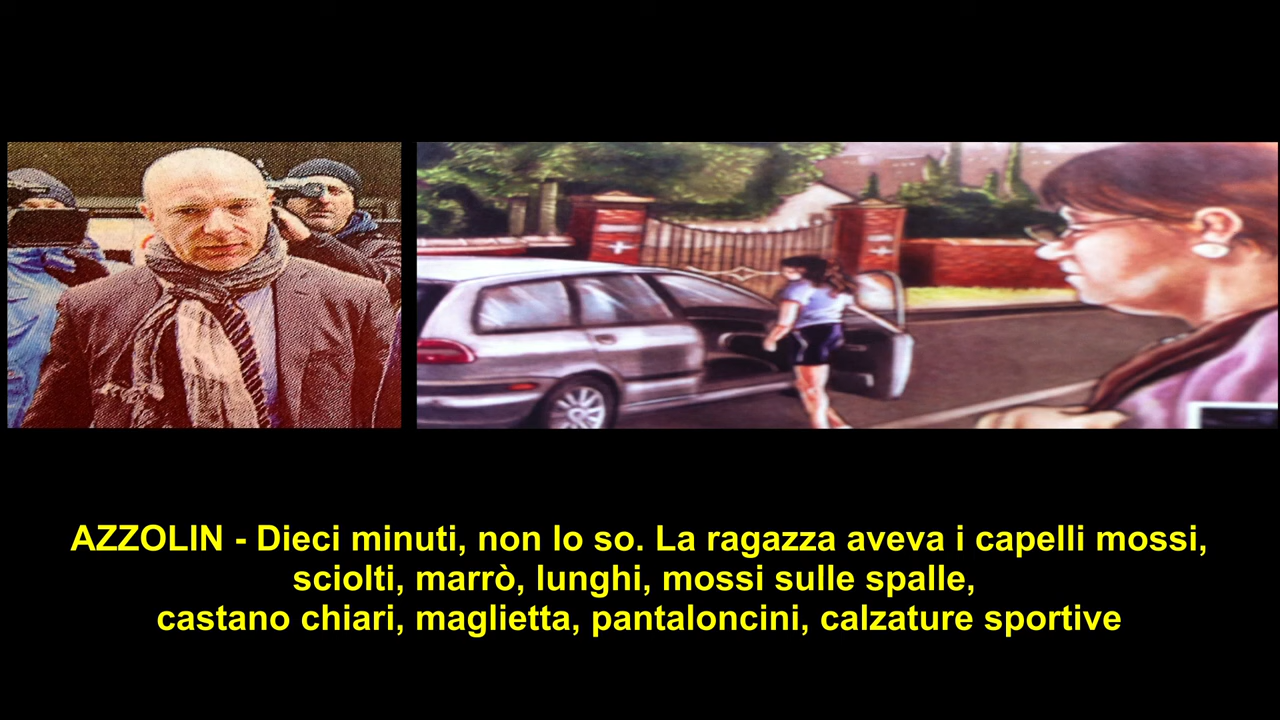 AZZOLIN - Dieci minuti, non lo so. La ragazza aveva i capelli mossi,
sciolti, marrò, lunghi, mossi sulle spalle,
castano chiari, maglietta, pantaloncini, calzature sportive